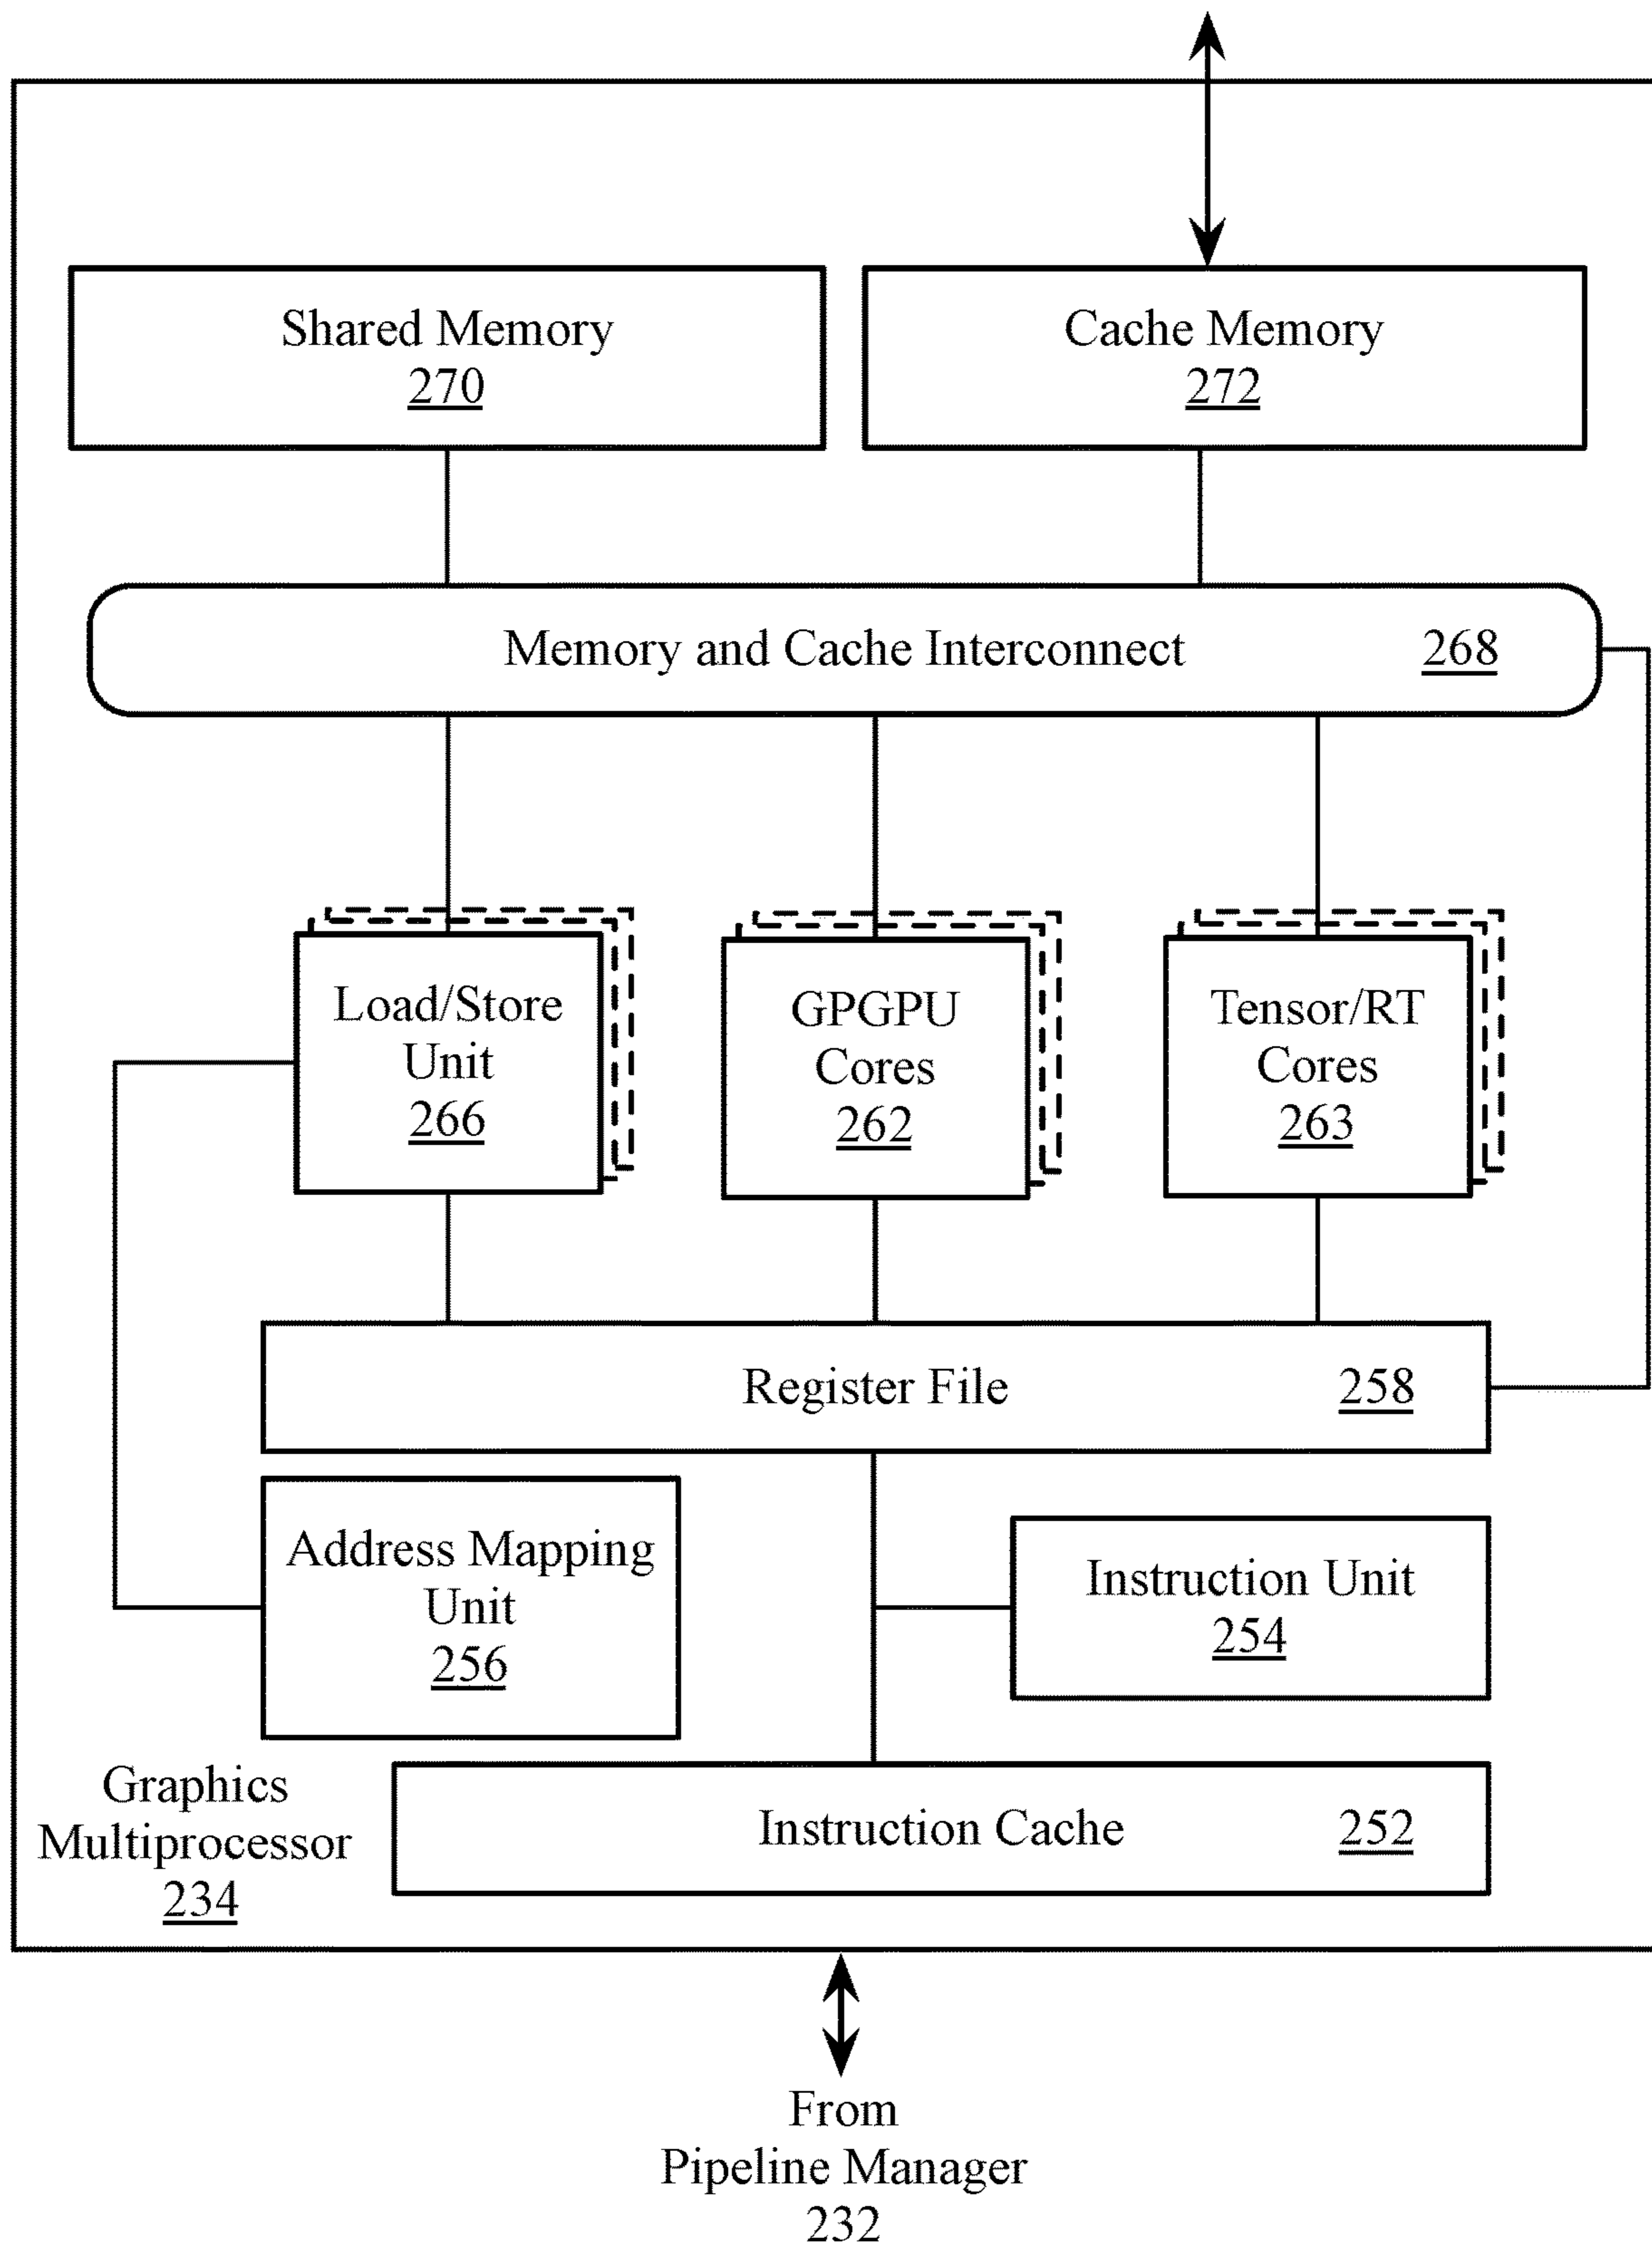 Shared Memory
270
Cache Memory
272
Memory and Cache Interconnect 268
Load/Store
Unit
266
GPGPU
Cores
262
Tensor/RT
Cores
263
Register File 258
Address Mapping
Unit
256
Instruction Unit
254
Graphics
Multiprocessor
234
Instruction Cache 252
From
Pipeline Manager
232